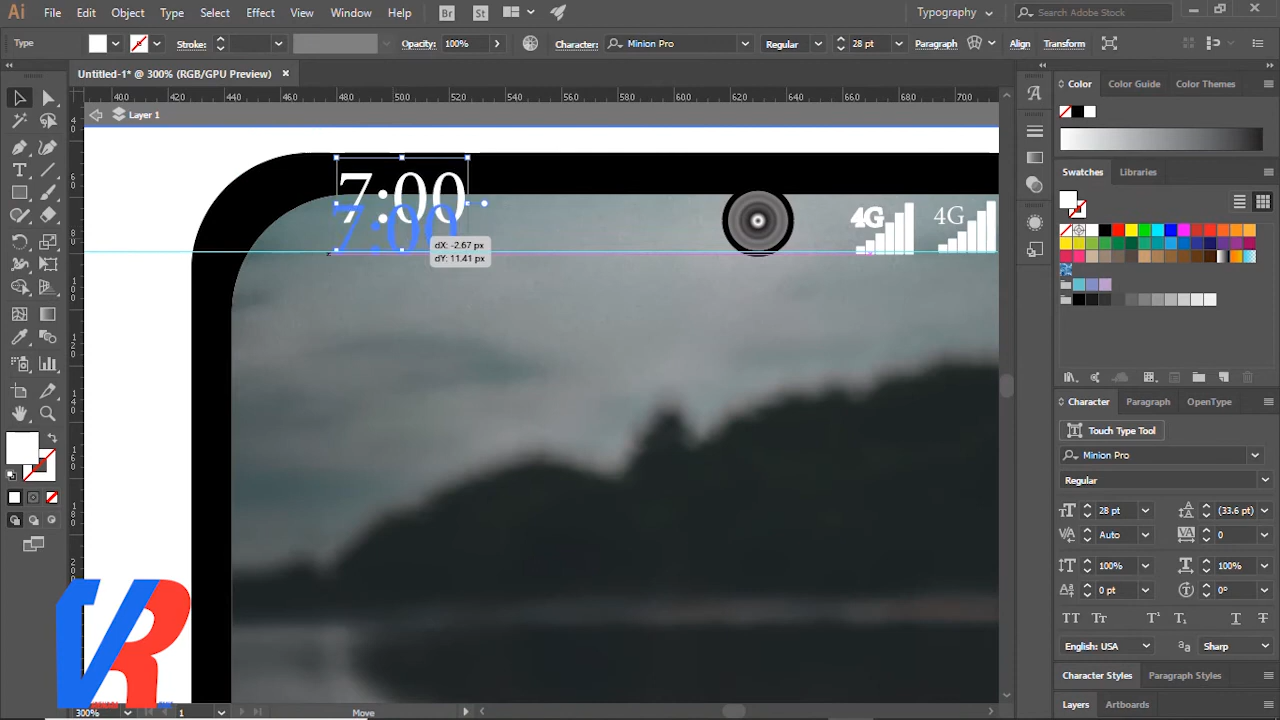 Ai File Edit Object Type Select Effect View Window Help Br St Typography Search Adobe Stock
Type Stroke: Opacity: 100% Character: Minion Pro Regular 28 pt Paragraph Align Transform
Untitled-1* @ 300% (RGB/GPU Preview)
420 440 460 480 500 520 540 560 580 600 620 640 660 680 700
Layer 1
7:00
7:00
4G 4G
dX: -2.67 px
dY: 11.41 px
Color Color Guide Color Themes
Swatches Libraries
Character Paragraph OpenType
Touch Type Tool
Minion Pro
Regular
28 pt (33.6 pt)
Auto 0
100% 100%
0 pt 0°
English: USA Sharp
Character Styles Paragraph Styles
Layers Artboards
VR
300% 1 Move